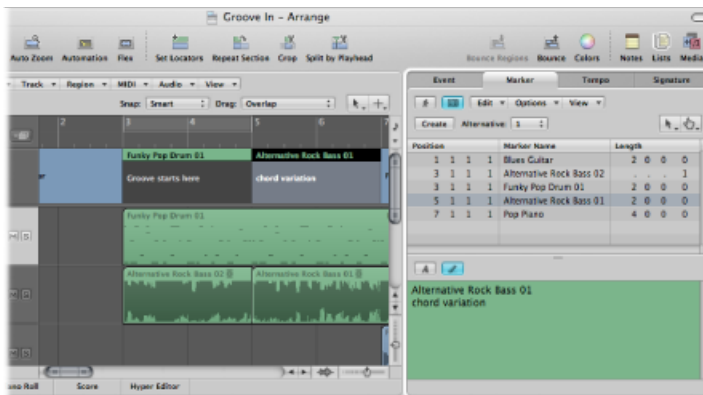 Groove In - Arrange
Auto Zoom Automation Flex Set Locators Repeat Section Crop Split by Playhead Bounce Regions Bounce Colors Notes Lists Media
Track Region MIDI Audio View
Snap: Smart Drag: Overlap
2 3 4 5 6 7
Funky Pop Drum 01 Alternative Rock Bass 01
Groove starts here chord variation
Funky Pop Drum 01
M S
Alternative Rock Bass 02 Alternative Rock Bass 01
M S
M S
Score Hyper Editor
Event Marker Tempo Signature
Edit Options View
Create Alternative: 1
Position Marker Name Length
1 1 1 1 Blues Guitar 2 0 0 0
3 1 1 1 Alternative Rock Bass 02 . . . 1
3 1 1 1 Funky Pop Drum 01 2 0 0 0
5 1 1 1 Alternative Rock Bass 01 2 0 0 0
7 1 1 1 Pop Piano 4 0 0 0
A
Alternative Rock Bass 01
chord variation